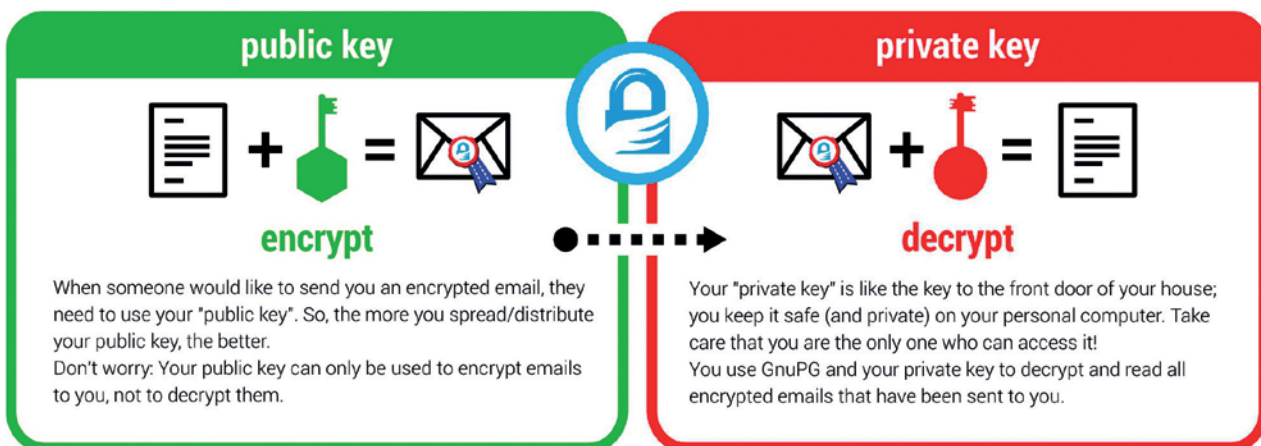 public key
+
=
encrypt
When someone would like to send you an encrypted email, they
need to use your "public key". So, the more you spread/distribute
your public key, the better.
Don't worry: Your public key can only be used to encrypt emails
to you, not to decrypt them.
private key
+
=
decrypt
Your "private key" is like the key to the front door of your house;
you keep it safe (and private) on your personal computer. Take
care that you are the only one who can access it!
You use GnuPG and your private key to decrypt and read all
encrypted emails that have been sent to you.